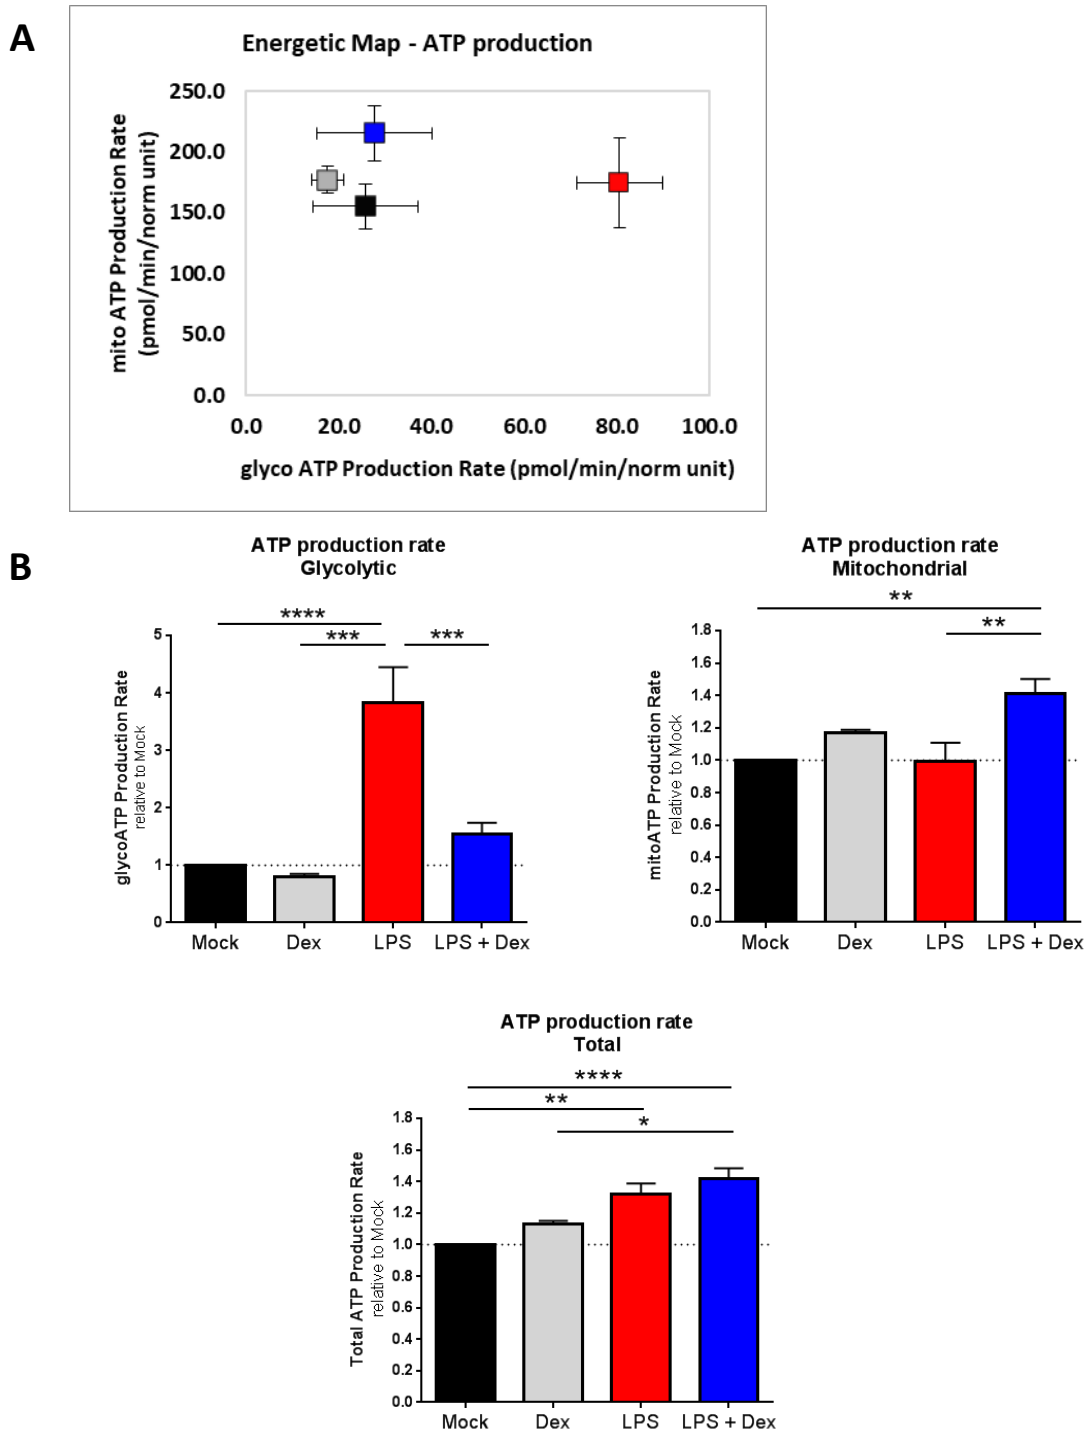 A
Energetic Map - ATP production
mito ATP Production Rate
(pmol/min/norm unit)
250.0
200.0
150.0
100.0
50.0
0.0
0.0 20.0 40.0 60.0 80.0 100.0
glyco ATP Production Rate (pmol/min/norm unit)
B
ATP production rate
Glycolytic
****
*** ***
glycoATP Production Rate
relative to Mock
5
4
3
2
1
0
Mock Dex LPS LPS + Dex
ATP production rate
Mitochondrial
**
**
mitoATP Production Rate
relative to Mock
1.8
1.6
1.4
1.2
1.0
0.8
0.6
0.4
0.2
0.0
Mock Dex LPS LPS + Dex
ATP production rate
Total
****
**
*
Total ATP Production Rate
relative to Mock
1.8
1.6
1.4
1.2
1.0
0.8
0.6
0.4
0.2
0.0
Mock Dex LPS LPS + Dex